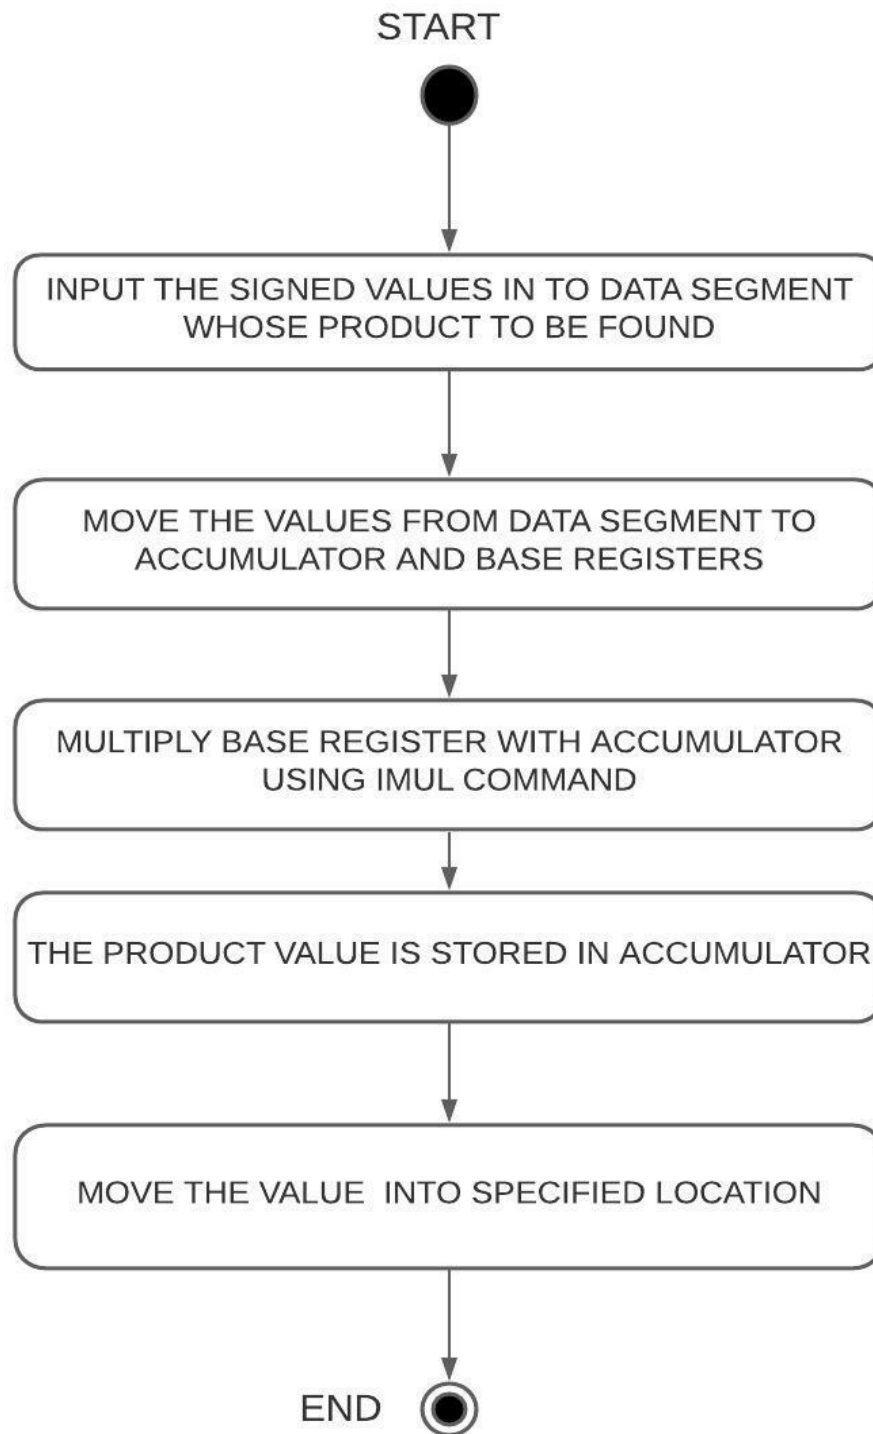 START
INPUT THE SIGNED VALUES IN TO DATA SEGMENT
WHOSE PRODUCT TO BE FOUND
MOVE THE VALUES FROM DATA SEGMENT TO
ACCUMULATOR AND BASE REGISTERS
MULTIPLY BASE REGISTER WITH ACCUMULATOR
USING IMUL COMMAND
THE PRODUCT VALUE IS STORED IN ACCUMULATOR
MOVE THE VALUE  INTO SPECIFIED LOCATION
END